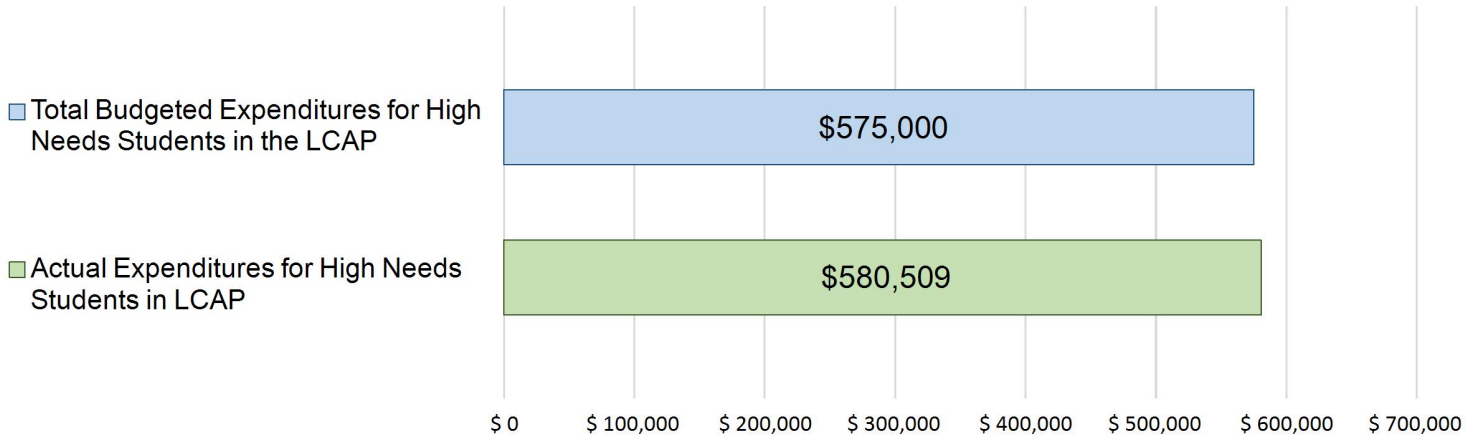 Total Budgeted Expenditures for High
Needs Students in the LCAP
$575,000
Actual Expenditures for High Needs
Students in LCAP
$580,509
$ 0 $ 100,000 $ 200,000 $ 300,000 $ 400,000 $ 500,000 $ 600,000 $ 700,000